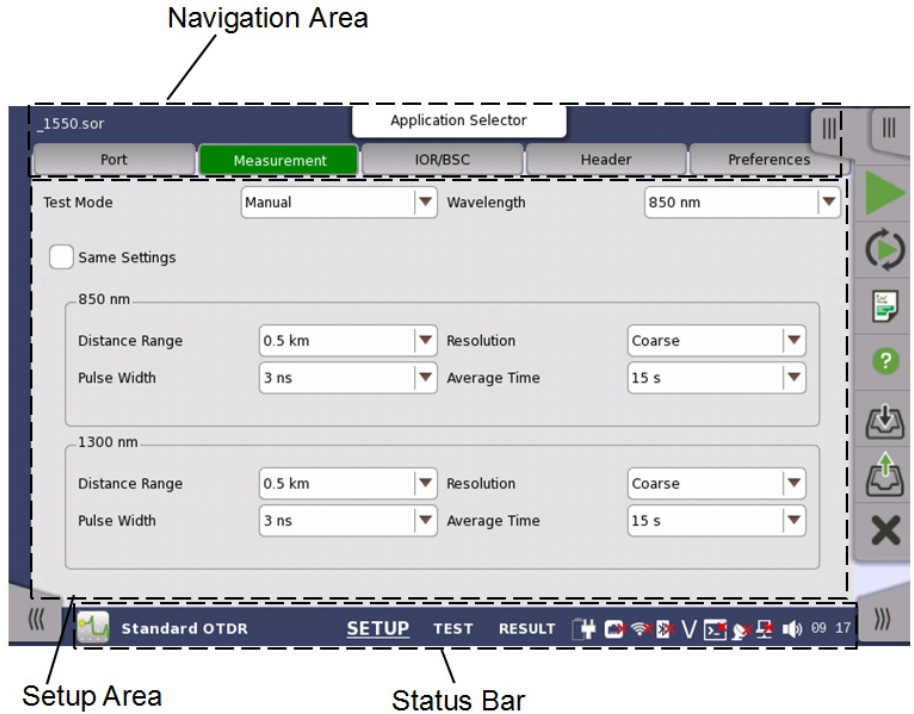 Navigation Area
_1550.sor
Application Selector
Port Measurement IOR/BSC Header Preferences
Test Mode Manual Wavelength 850 nm
Same Settings
850 nm
Distance Range 0.5 km Resolution Coarse
Pulse Width 3 ns Average Time 15 s
1300 nm
Distance Range 0.5 km Resolution Coarse
Pulse Width 3 ns Average Time 15 s
Standard OTDR SETUP TEST RESULT V 09 17
Setup Area
Status Bar